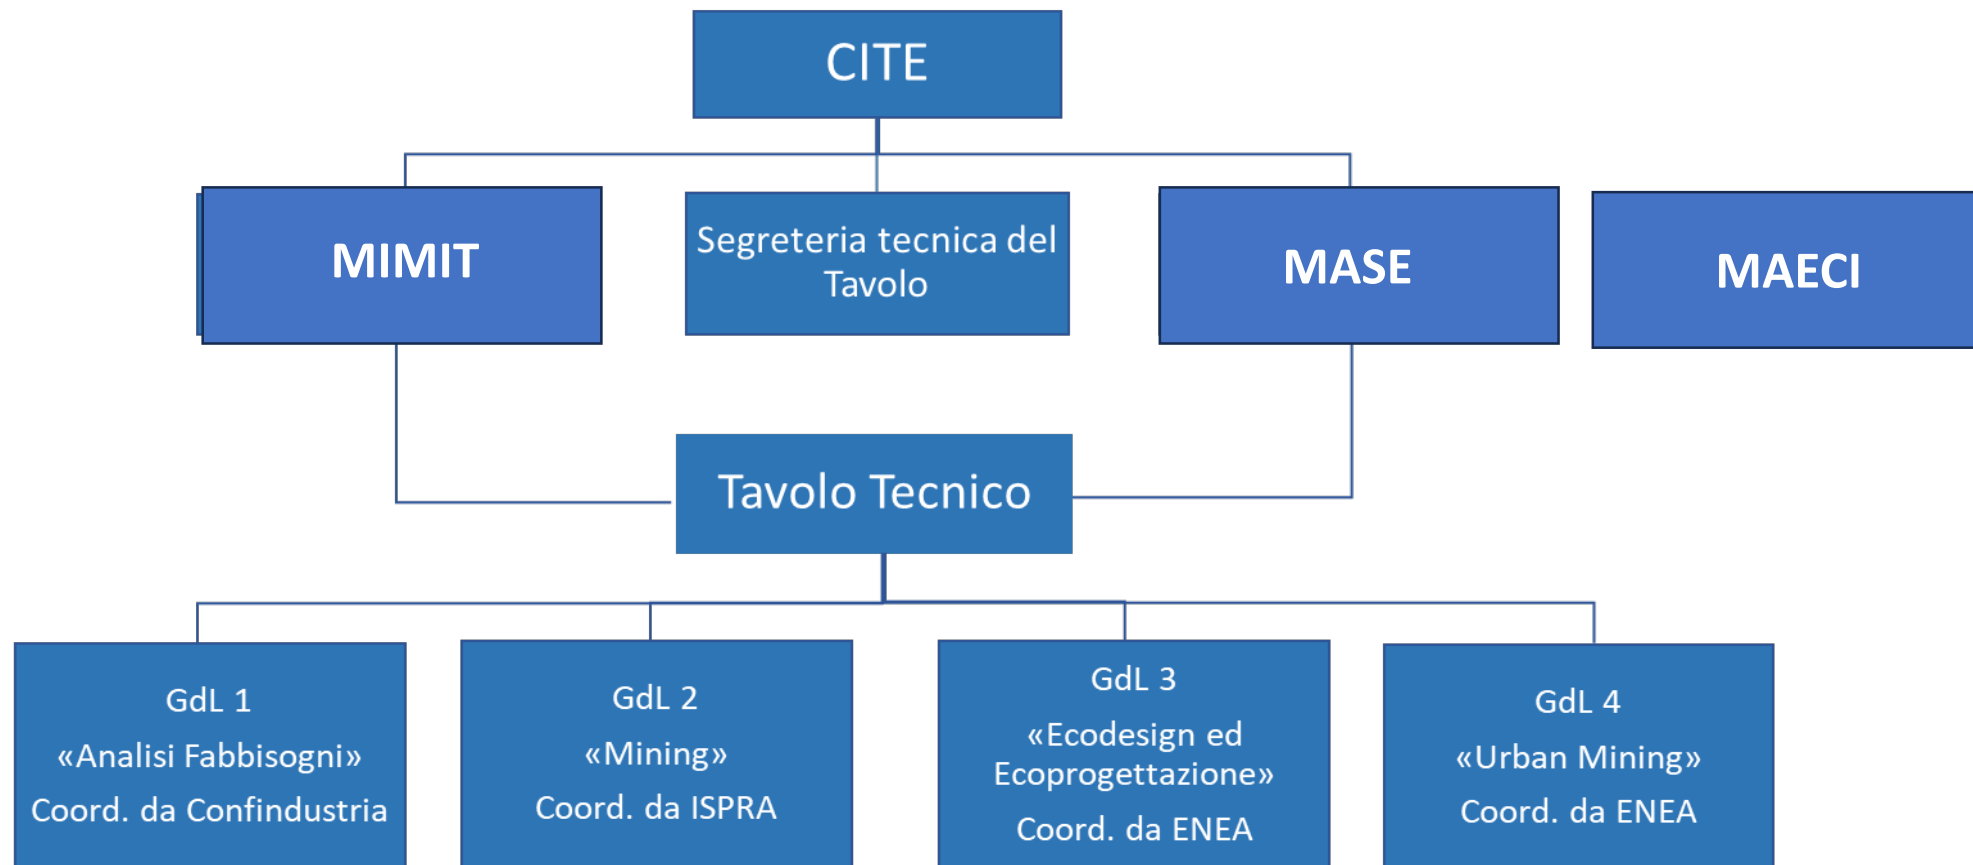 CITE
MIMIT
Segreteria tecnica del
Tavolo
MASE
MAECI
Tavolo Tecnico
GdL 1
«Analisi Fabbisogni»
Coord. da Confindustria
GdL 2
«Mining»
Coord. da ISPRA
GdL 3
«Ecodesign ed
Ecoprogettazione»
Coord. da ENEA
GdL 4
«Urban Mining»
Coord. da ENEA